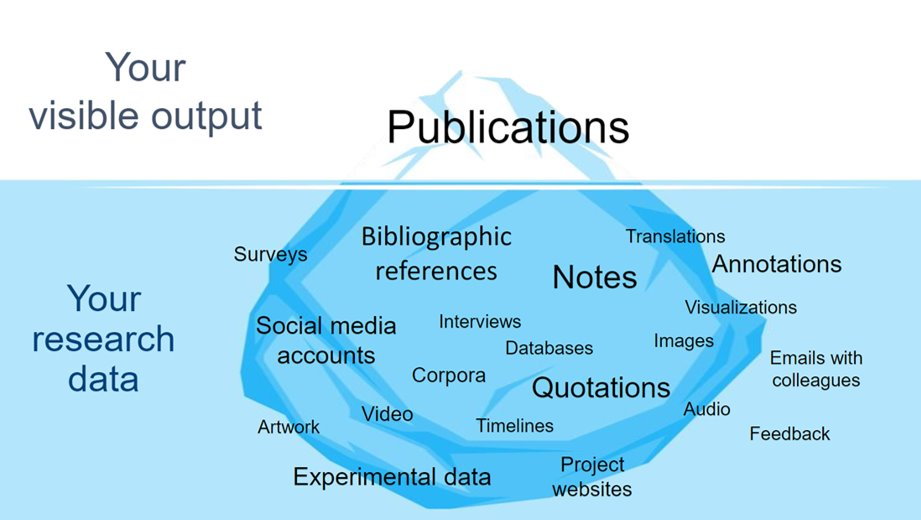 Your
visible output
Publications
Your
research
data
Surveys
Bibliographic
references
Translations
Notes
Annotations
Visualizations
Social media
accounts
Interviews
Databases
Images
Emails with
colleagues
Corpora
Quotations
Video
Audio
Artwork
Timelines
Feedback
Experimental data
Project
websites